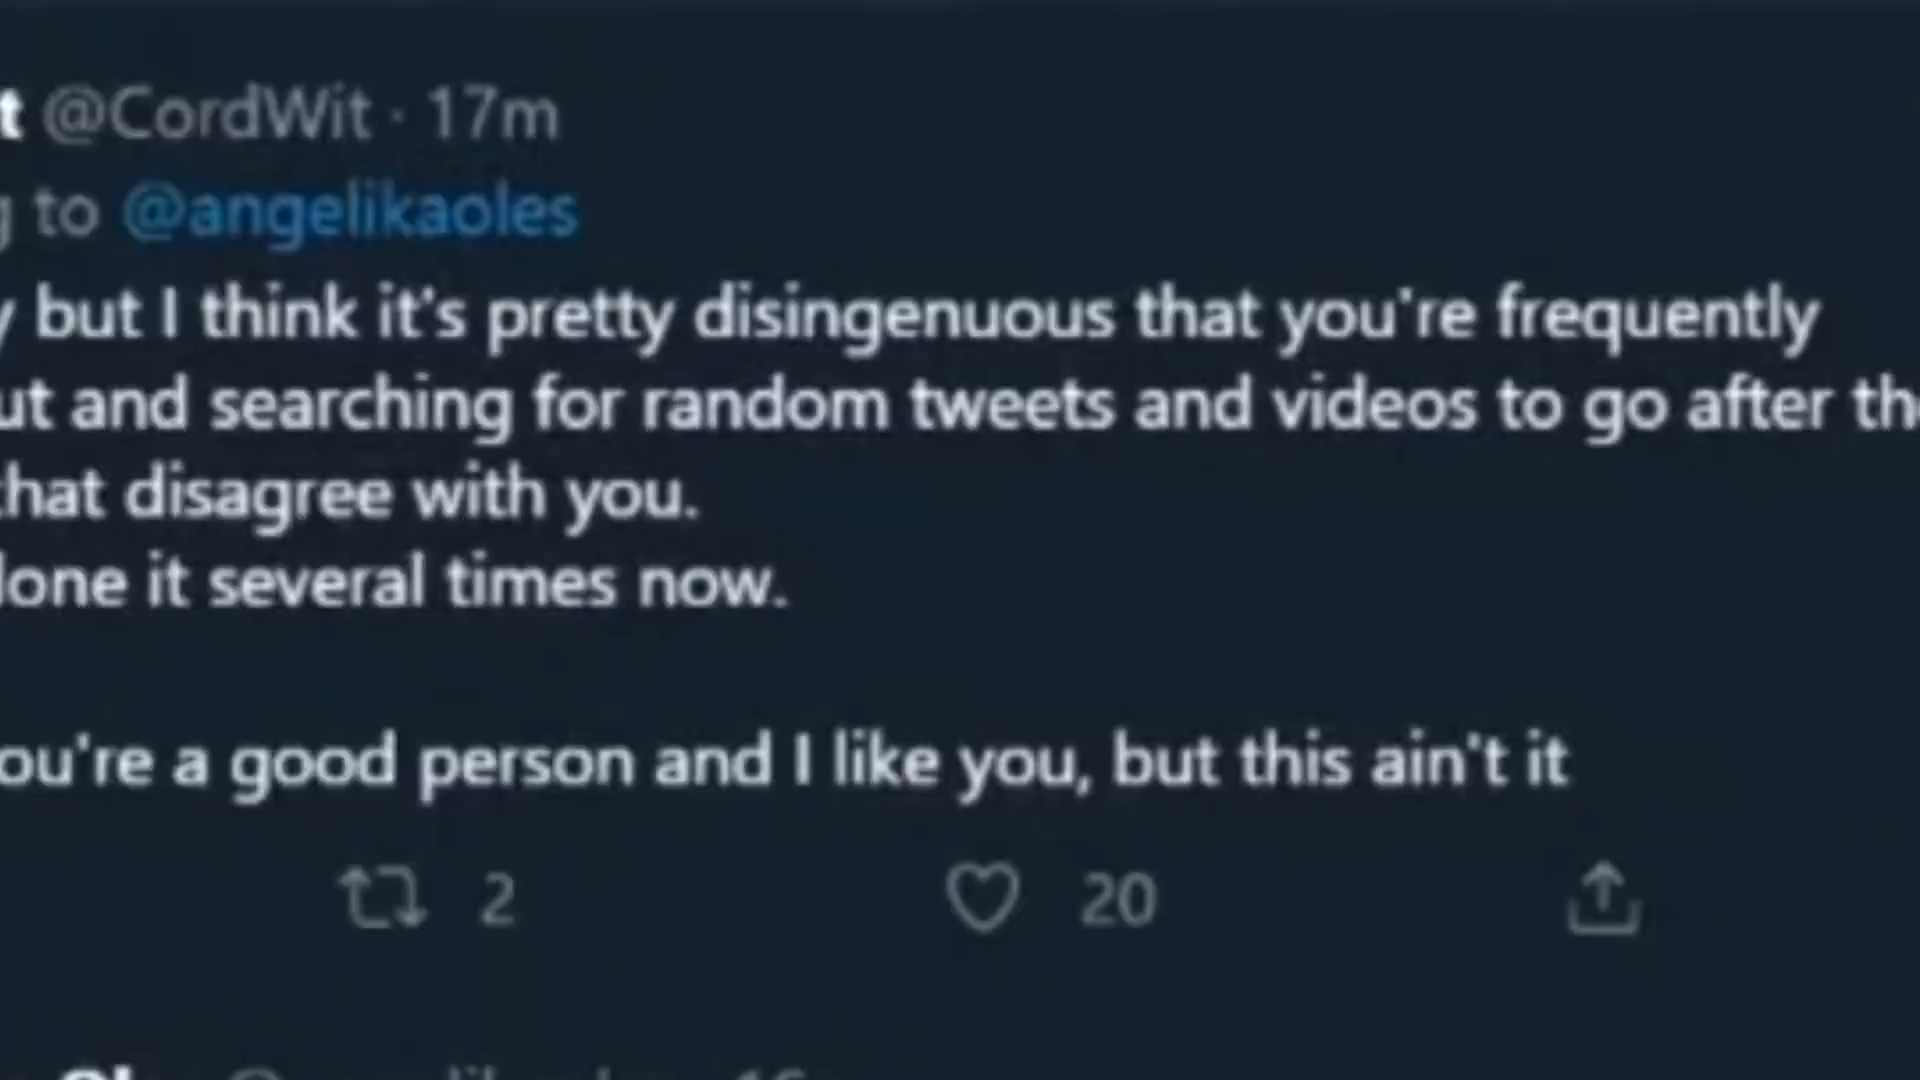 t @CordWit · 17m
g to @angelikaoles
y but I think it's pretty disingenuous that you're frequently
ut and searching for random tweets and videos to go after th
that disagree with you.
done it several times now.
ou're a good person and I like you, but this ain't it
2 20